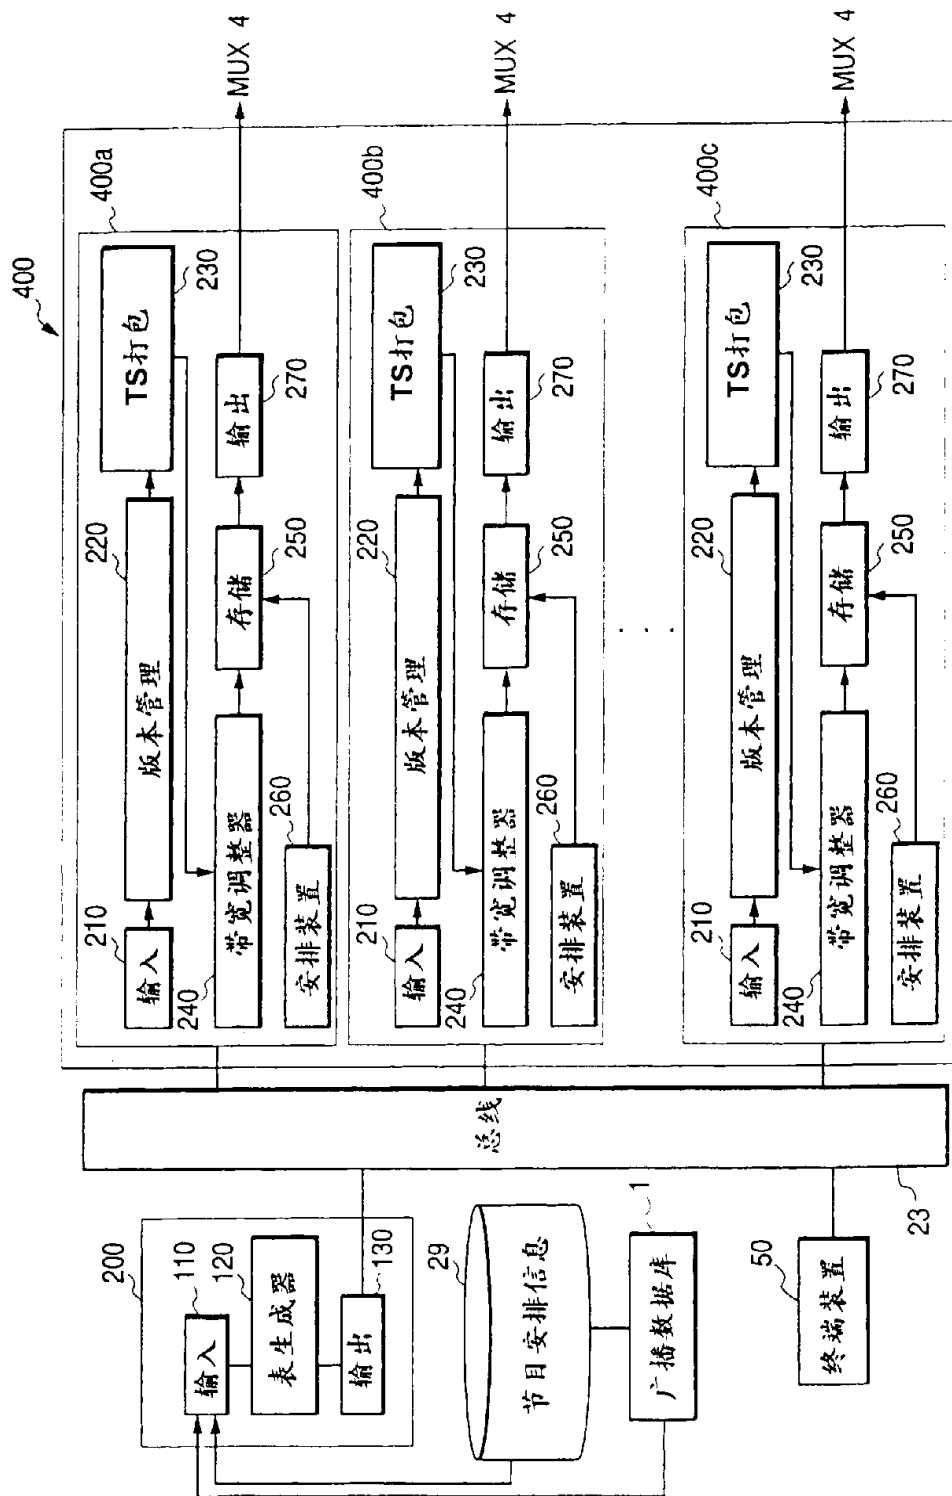 400
400a
220
版本管理
TS打包
230
210
输入
240
带宽调整器
存储
250
输出
270
MUX 4
260
安排装置
400b
220
版本管理
TS打包
230
210
输入
240
带宽调整器
存储
250
输出
270
MUX 4
260
安排装置
. . .
400c
220
版本管理
TS打包
230
210
输入
240
带宽调整器
存储
250
输出
270
MUX 4
260
安排装置
总线
23
200
110
输入
120
表生成器
130
输出
29
节目安排信息
1
广播数据库
50
终端装置